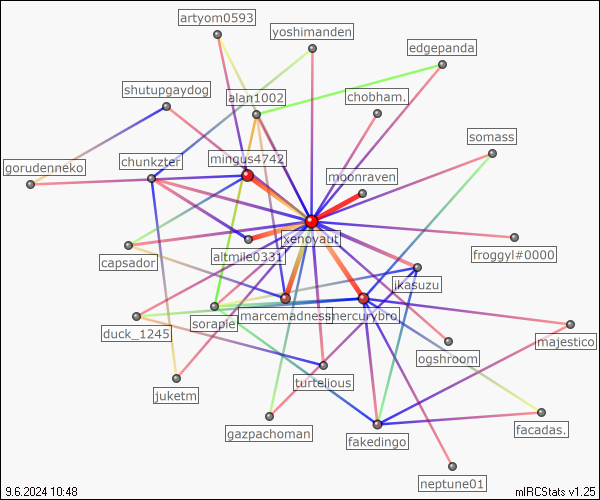 artyom0593
yoshimanden
edgepanda
shutupgaydog
alan1002
chobham.
somass
gorudenneko
chunkzter
mingus4742
moonraven
xenoyaut
froggyl#0000
capsador
altmile0331
ikasuzu
duck_1245
soraple
marcemadness
mercurybro
majestico
ogshroom
juketm
turtelious
gazpachoman
fakedingo
facadas.
neptune01
9.6.2024 10:48
mIRCStats v1.25